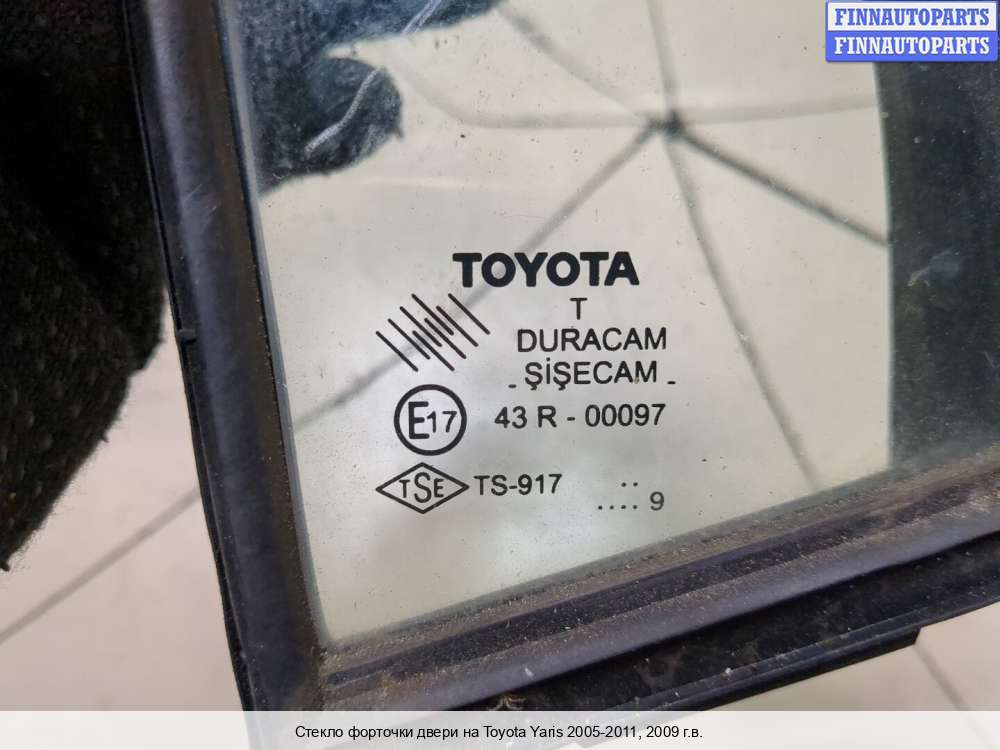 FINNAUTOPARTS
FINNAUTOPARTS
TOYOTA
T
DURACAM
- ŞİŞECAM -
E17 43 R - 00097
TSE TS-917 ..
.... 9
Стекло форточки двери на Toyota Yaris 2005-2011, 2009 г.в.